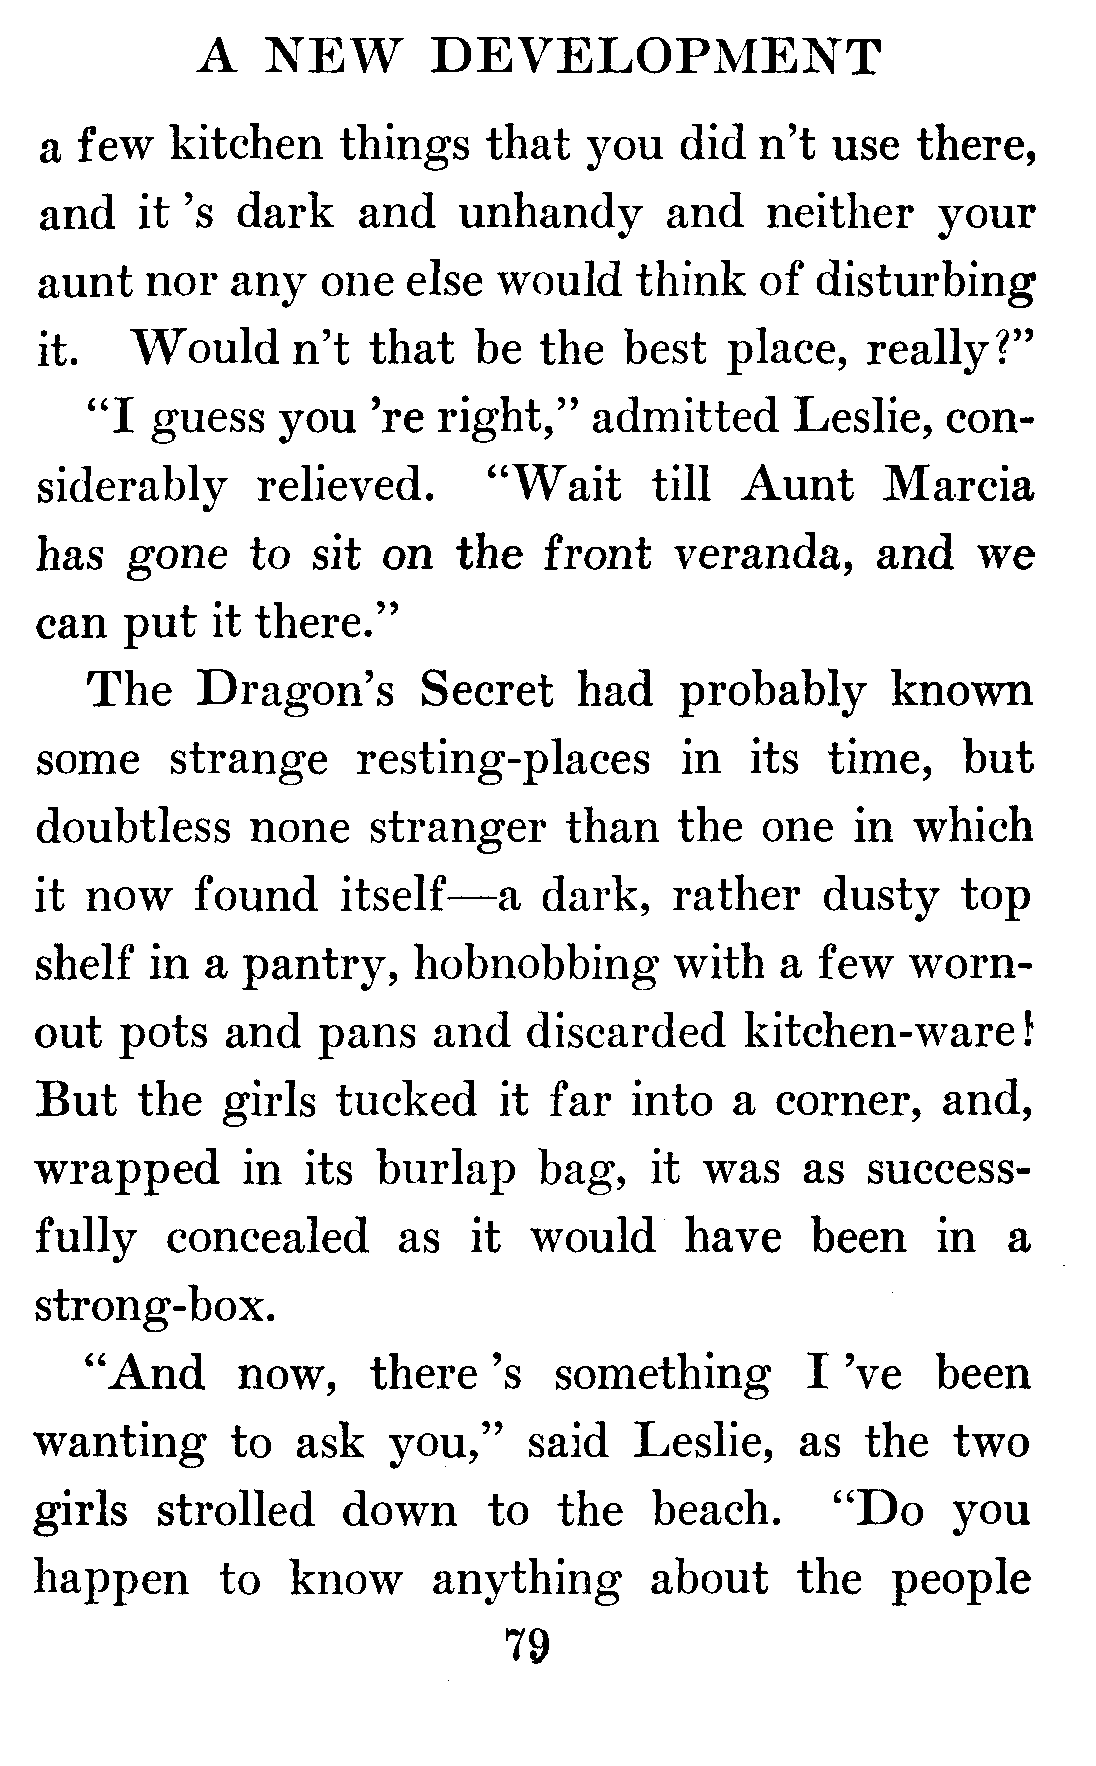 A NEW DEVELOPMENT
a few kitchen things that you did n't use there,
and it 's dark and unhandy and neither your
aunt nor any one else would think of disturbing
it. Would n't that be the best place, really?"
"I guess you 're right," admitted Leslie, con-
siderably relieved. "Wait till Aunt Marcia
has gone to sit on the front veranda, and we
can put it there."
The Dragon's Secret had probably known
some strange resting-places in its time, but
doubtless none stranger than the one in which
it now found itself—a dark, rather dusty top
shelf in a pantry, hobnobbing with a few worn-
out pots and pans and discarded kitchen-ware!
But the girls tucked it far into a corner, and,
wrapped in its burlap bag, it was as success-
fully concealed as it would have been in a
strong-box.
"And now, there 's something I 've been
wanting to ask you," said Leslie, as the two
girls strolled down to the beach. "Do you
happen to know anything about the people
79